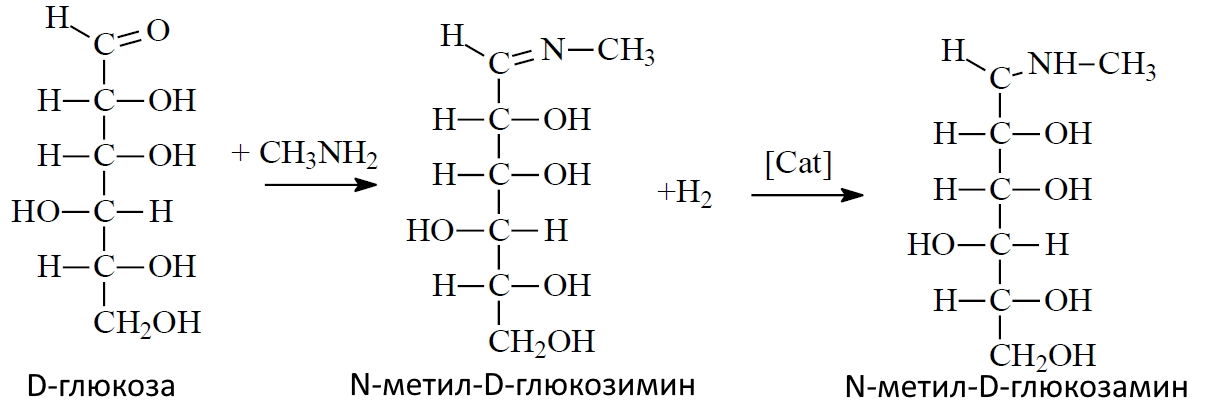 H
C=O
H–C–OH
H–C–OH
HO–C–H
H–C–OH
CH₂OH
D-глюкоза
+ CH₃NH₂
H
C=N–CH₃
H–C–OH
H–C–OH
HO–C–H
H–C–OH
CH₂OH
N-метил-D-глюкозимин
+H₂
[Cat]
H
C-NH–CH₃
H–C–OH
H–C–OH
HO–C–H
H–C–OH
CH₂OH
N-метил-D-глюкозамин